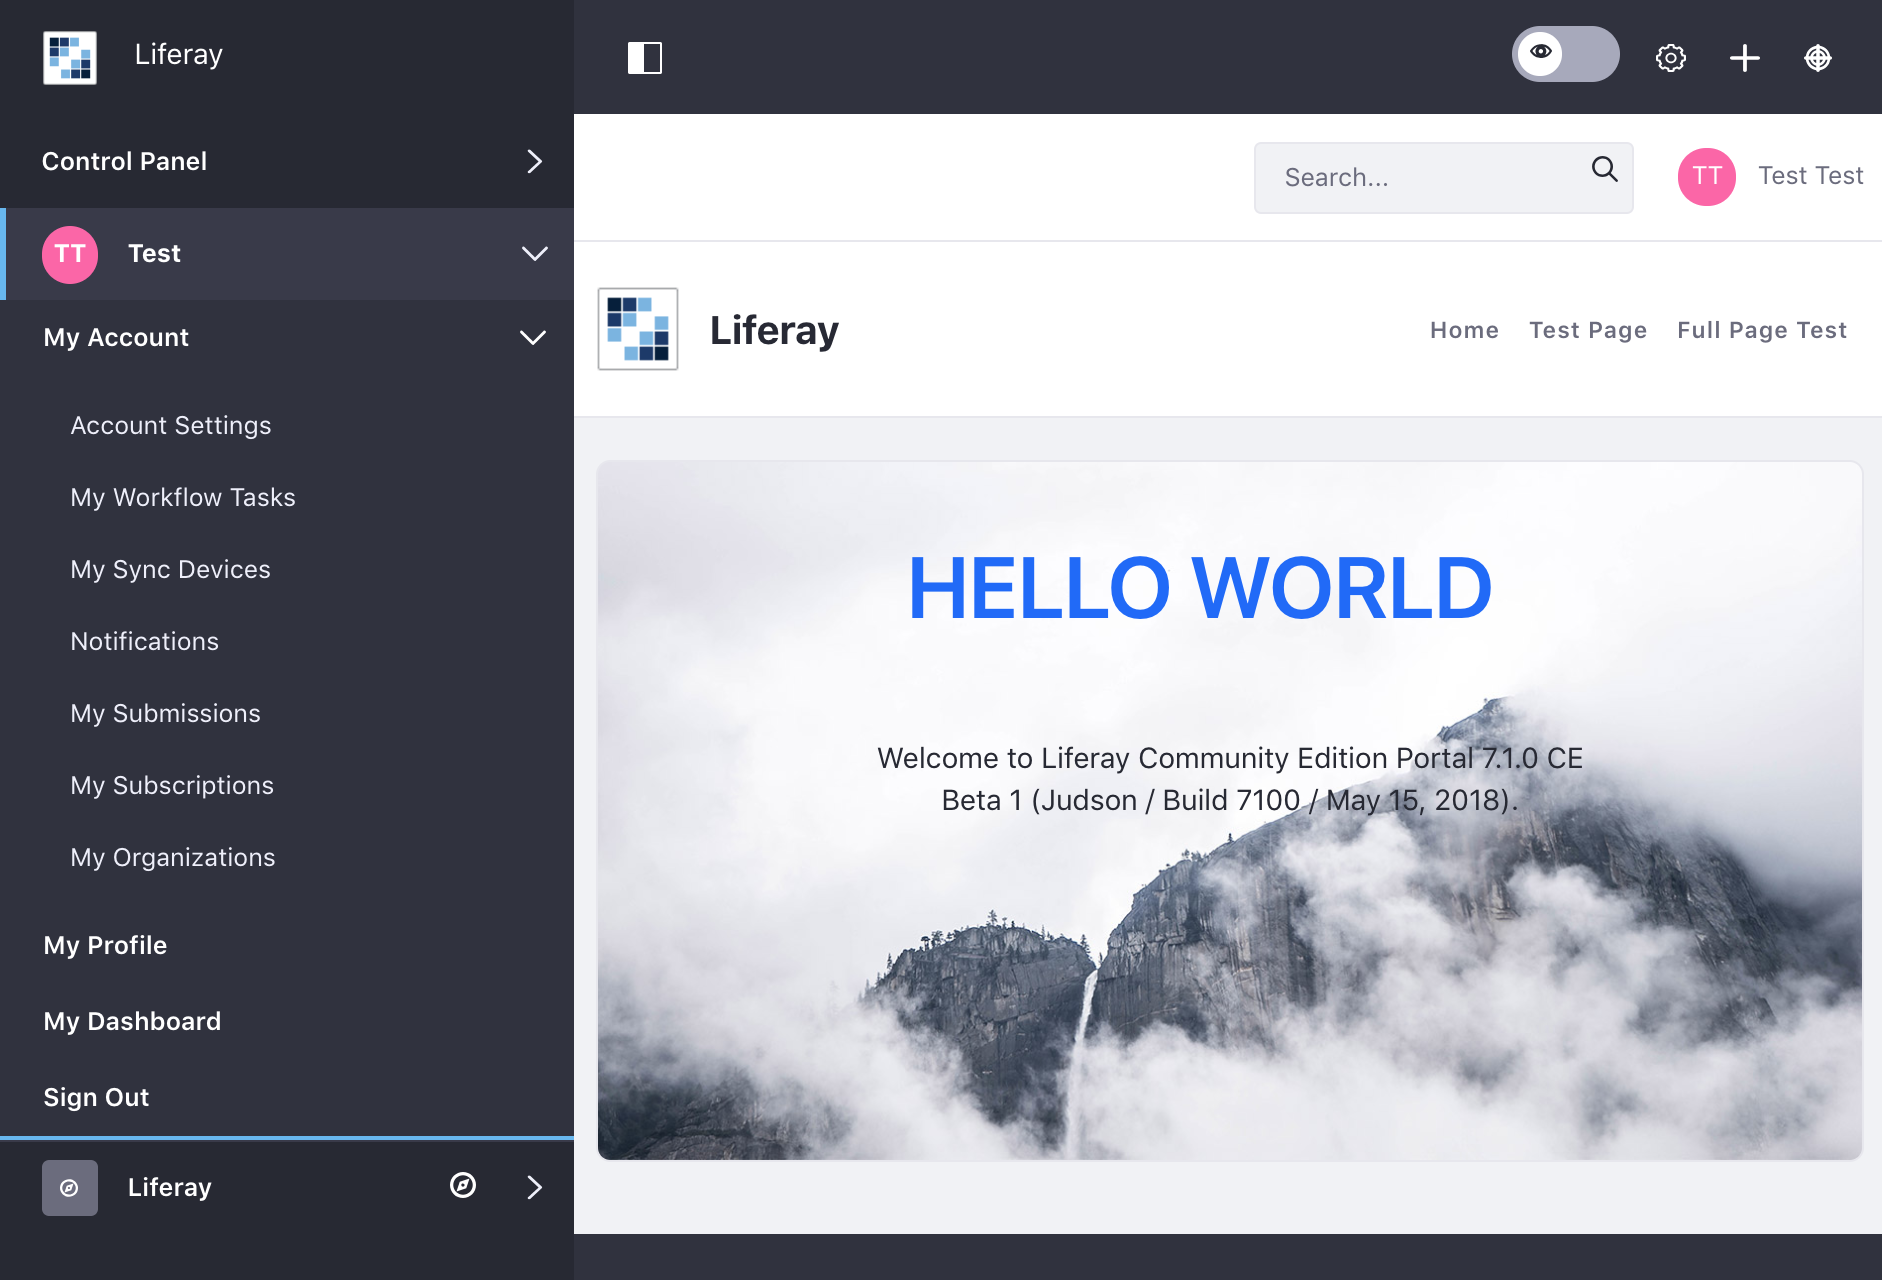 Liferay
Control Panel
TT Test
My Account
Account Settings
My Workflow Tasks
My Sync Devices
Notifications
My Submissions
My Subscriptions
My Organizations
My Profile
My Dashboard
Sign Out
Liferay
Search...
TT Test Test
Liferay
Home Test Page Full Page Test
HELLO WORLD
Welcome to Liferay Community Edition Portal 7.1.0 CE
Beta 1 (Judson / Build 7100 / May 15, 2018).